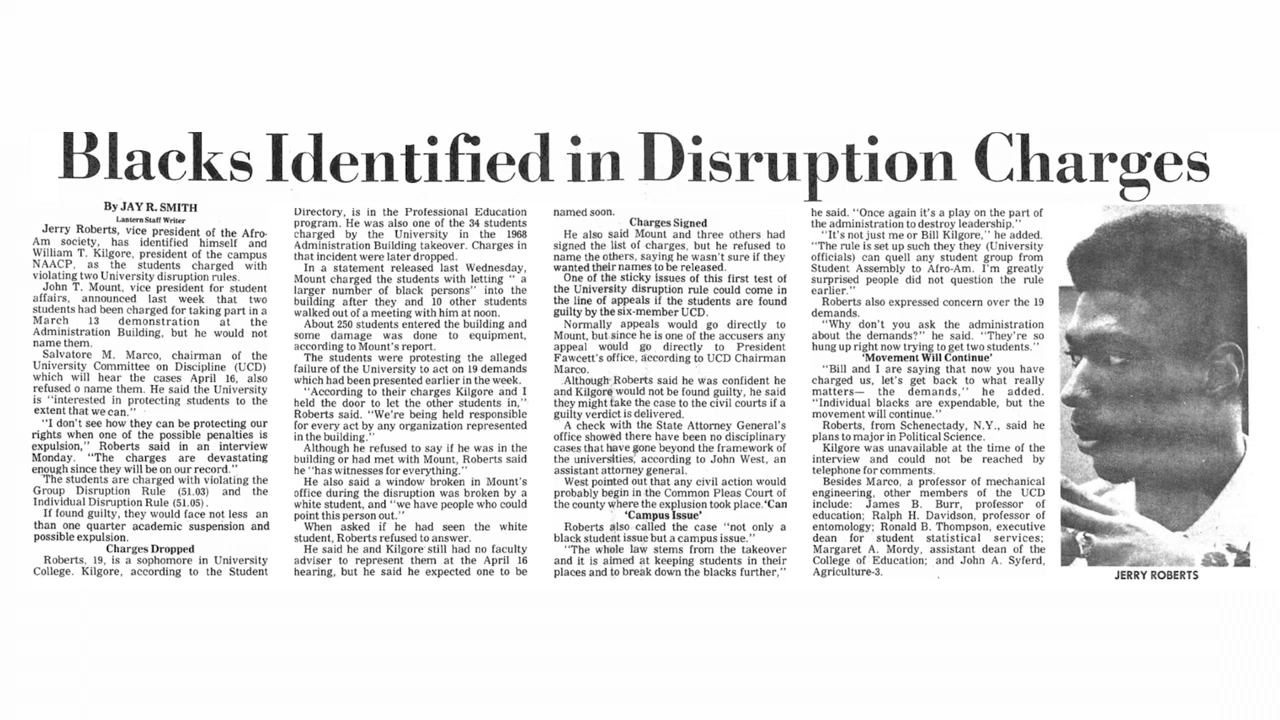 Blacks Identified in Disruption Charges
By JAY R. SMITH
Lantern Staff Writer
Jerry Roberts, vice president of the Afro-
Am society, has identified himself and
William T. Kilgore, president of the campus
NAACP, as the students charged with
violating two University disruption rules.
John T. Mount, vice president for student
affairs, announced last week that two
students had been charged for taking part in a
March 13 demonstration at the
Administration Building, but he would not
name them.
Salvatore M. Marco, chairman of the
University Committee on Discipline (UCD)
which will hear the cases April 16, also
refused o name them. He said the University
is "interested in protecting students to the
extent that we can."
"I don't see how they can be protecting our
rights when one of the possible penalties is
expulsion," Roberts said in an interview
Monday. "The charges are devastating
enough since they will be on our record."
The students are charged with violating the
Group Disruption Rule (51.03) and the
Individual Disruption Rule (51.05).
If found guilty, they would face not less an
than one quarter academic suspension and
possible expulsion.
Charges Dropped
Roberts, 19, is a sophomore in University
College. Kilgore, according to the Student
Directory, is in the Professional Education
program. He was also one of the 34 students
charged by the University in the 1968
Administration Building takeover. Charges in
that incident were later dropped.
In a statement released last Wednesday,
Mount charged the students with letting " a
larger number of black persons" into the
building after they and 10 other students
walked out of a meeting with him at noon.
About 250 students entered the building and
some damage was done to equipment,
according to Mount's report.
The students were protesting the alleged
failure of the University to act on 19 demands
which had been presented earlier in the week.
"According to their charges Kilgore and I
held the door to let the other students in,"
Roberts said. "We're being held responsible
for every act by any organization represented
in the building."
Although he refused to say if he was in the
building or had met with Mount, Roberts said
he "has witnesses for everything."
He also said a window broken in Mount's
office during the disruption was broken by a
white student, and "we have people who could
point this person out."
When asked if he had seen the white
student, Roberts refused to answer.
He said he and Kilgore still had no faculty
adviser to represent them at the April 16
hearing, but he said he expected one to be
named soon.
Charges Signed
He also said Mount and three others had
signed the list of charges, but he refused to
name the others, saying he wasn't sure if they
wanted their names to be released.
One of the sticky issues of this first test of
the University disruption rule could come in
the line of appeals if the students are found
guilty by the six-member UCD.
Normally appeals would go directly to
Mount, but since he is one of the accusers any
appeal would go directly to President
Fawcett's office, according to UCD Chairman
Marco.
Although Roberts said he was confident he
and Kilgore would not be found guilty, he said
they might take the case to the civil courts if a
guilty verdict is delivered.
A check with the State Attorney General's
office showed there have been no disciplinary
cases that have gone beyond the framework of
the universities, according to John West, an
assistant attorney general.
West pointed out that any civil action would
probably begin in the Common Pleas Court of
the county where the explusion took place.'Can
'Campus Issue'
Roberts also called the case "not only a
black student issue but a campus issue."
"The whole law stems from the takeover
and it is aimed at keeping students in their
places and to break down the blacks further,"
he said. "Once again it's a play on the part of
the administration to destroy leadership."
"It's not just me or Bill Kilgore," he added.
"The rule is set up such they they (University
officials) can quell any student group from
Student Assembly to Afro-Am. I'm greatly
surprised people did not question the rule
earlier."
Roberts also expressed concern over the 19
demands.
"Why don't you ask the administration
about the demands?" he said. "They're so
hung up right now trying to get two students."
'Movement Will Continue'
"Bill and I are saying that now you have
charged us, let's get back to what really
matters— the demands," he added.
"Individual blacks are expendable, but the
movement will continue."
Roberts, from Schenectady, N.Y., said he
plans to major in Political Science.
Kilgore was unavailable at the time of the
interview and could not be reached by
telephone for comments.
Besides Marco, a professor of mechanical
engineering, other members of the UCD
include: James B. Burr, professor of
education; Ralph H. Davidson, professor of
entomology; Ronald B. Thompson, executive
dean for student statistical services;
Margaret A. Mordy, assistant dean of the
College of Education; and John A. Syferd,
Agriculture-3.
JERRY ROBERTS